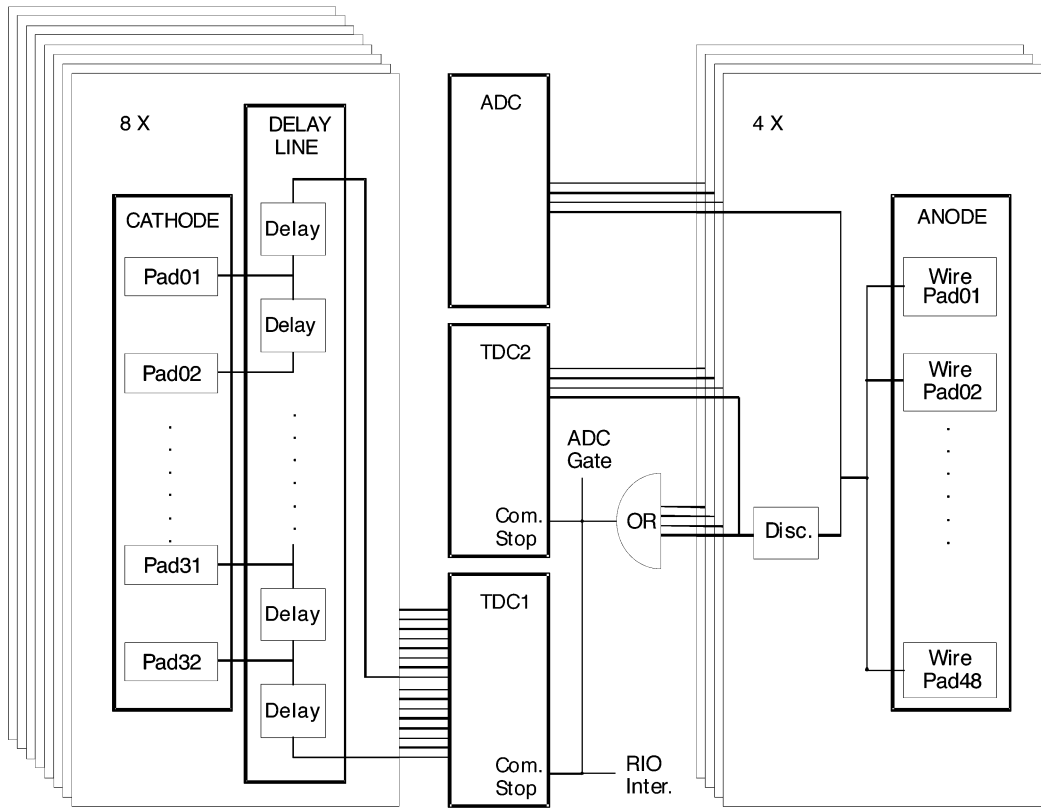 8 X
DELAY
LINE
CATHODE
Delay
Pad01
Delay
Pad02
Pad31
Delay
Pad32
Delay
ADC
TDC2
ADC
Gate
Com.
Stop
OR
TDC1
Com.
Stop
RIO
Inter.
4 X
ANODE
Wire
Pad01
Wire
Pad02
Disc.
Wire
Pad48